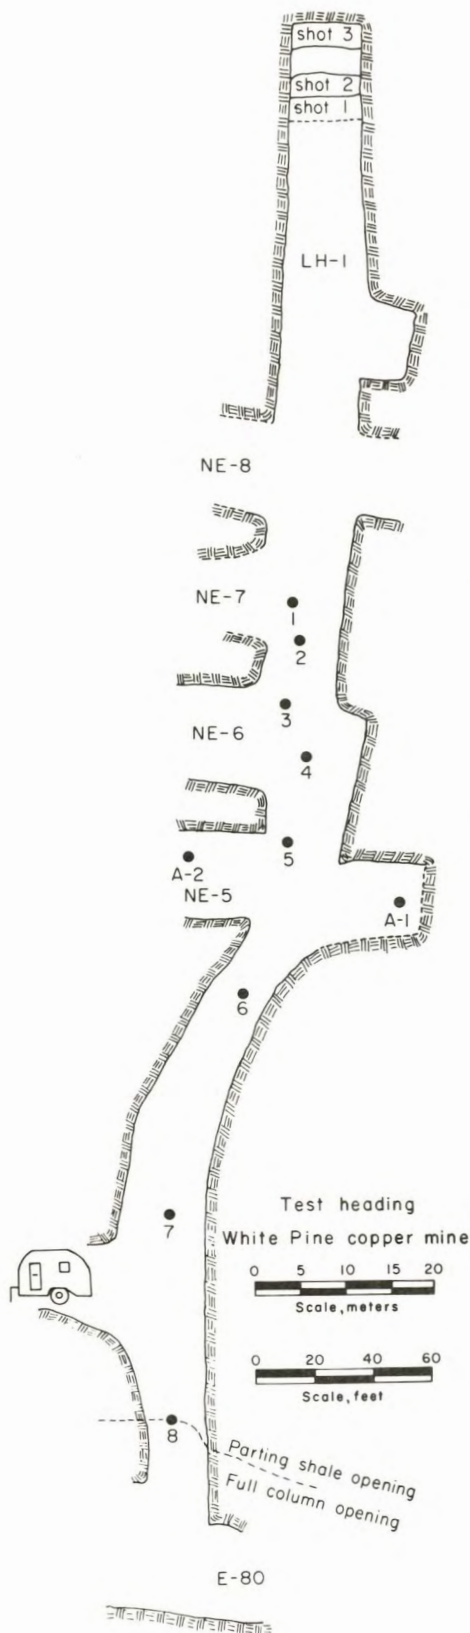 shot 3
shot 2
shot 1
LH-1
NE-8
NE-7
1
2
3
NE-6
4
5
A-2
NE-5
A-1
6
7
Test heading
White Pine copper mine
0 5 10 15 20
Scale, meters
0 20 40 60
Scale, feet
8
Parting shale opening
Full column opening
E-80